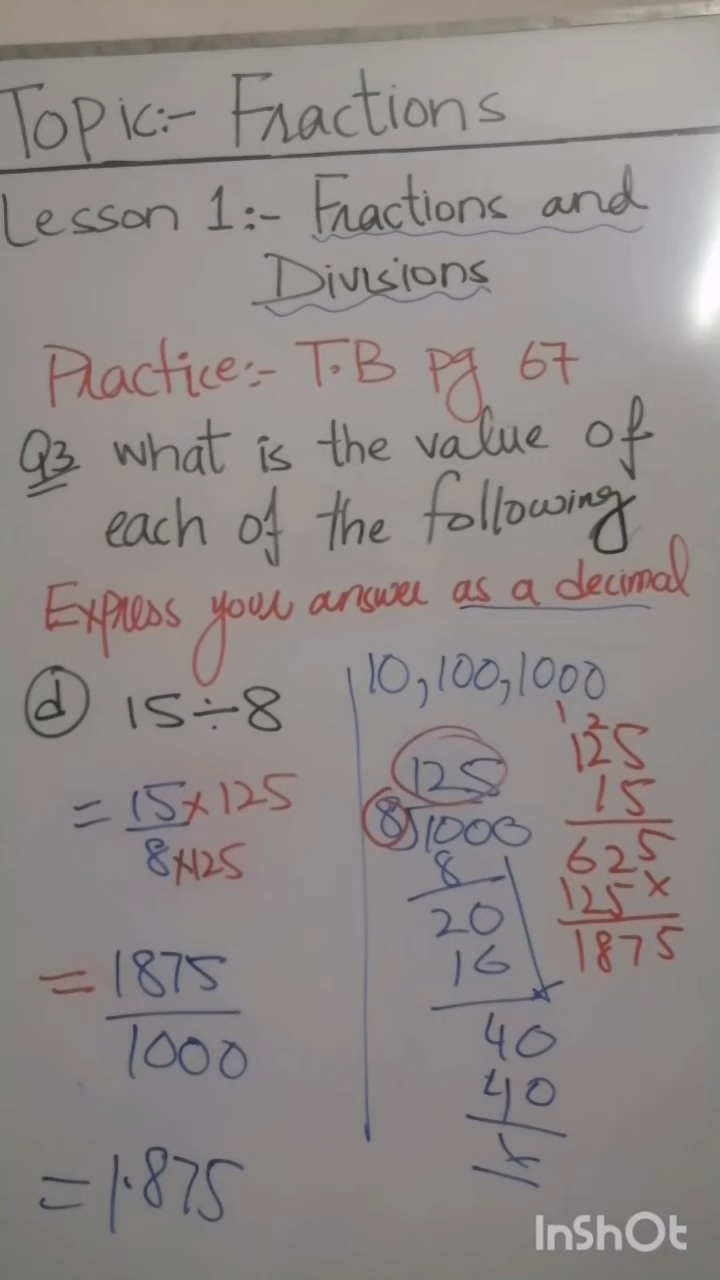 Topic:- Fractions
Lesson 1:- Fractions and
Divisions
Practice:- T.B pg 67
Q3 what is the value of
each of the following
Express your answer as a decimal
d 15÷8
= 15×125
8×125
= 1875
1000
= 1.875
10,100,1000
125
8)1000
8
20
16
40
40
×
1 2
125
15
625
125×
1875
InShOt